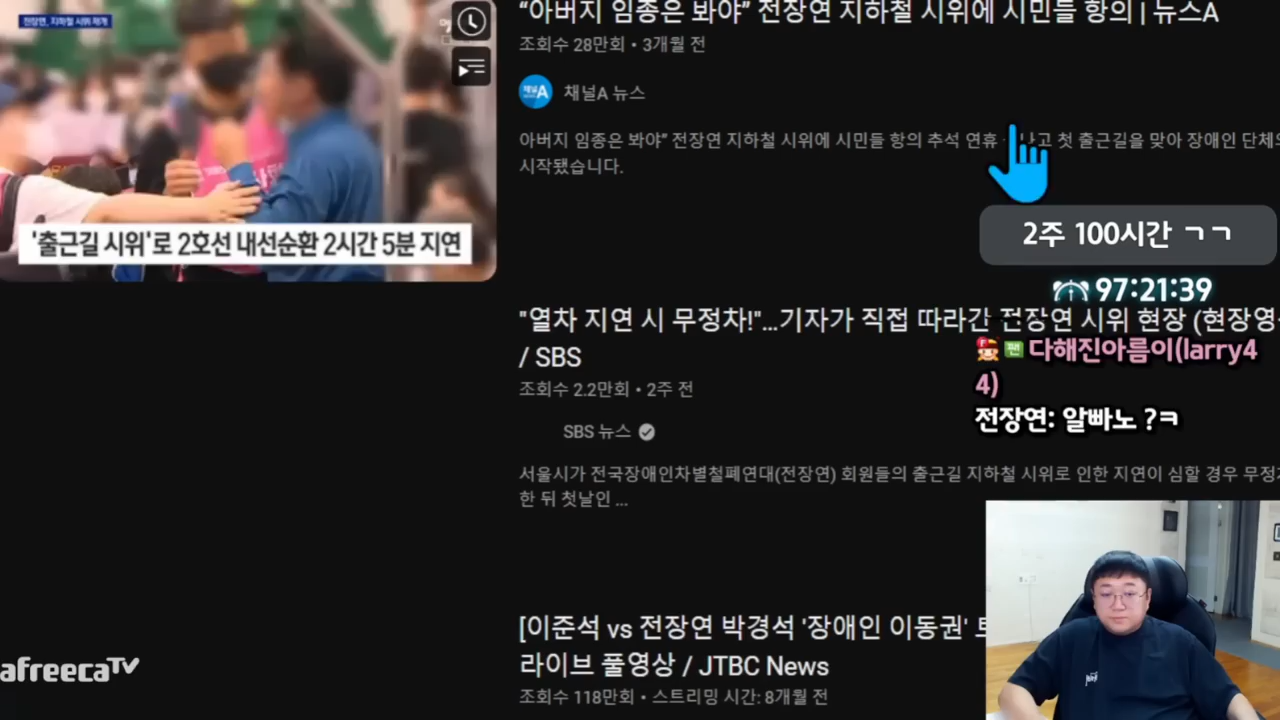 전장연, 지하철 시위 재개
'출근길 시위'로 2호선 내선순환 2시간 5분 지연
“아버지 임종은 봐야” 전장연 지하철 시위에 시민들 항의 | 뉴스A
조회수 28만회 • 3개월 전
채널A 뉴스
아버지 임종은 봐야” 전장연 지하철 시위에 시민들 항의 추석 연휴 나고 첫 출근길을 맞아 장애인 단체의
시작됐습니다.
2주 100시간 ㄱㄱ
97:21:39
"열차 지연 시 무정차!"...기자가 직접 따라간 전장연 시위 현장 (현장영
/ SBS
조회수 2.2만회 • 2주 전
SBS 뉴스
다해진아름이(larry4
4)
전장연: 알빠노 ?ㅋ
서울시가 전국장애인차별철폐연대(전장연) 회원들의 출근길 지하철 시위로 인한 지연이 심할 경우 무정
한 뒤 첫날인 ...
[이준석 vs 전장연 박경석 '장애인 이동권'
라이브 풀영상 / JTBC News
조회수 118만회 • 스트리밍 시간: 8개월 전
afreecaTV